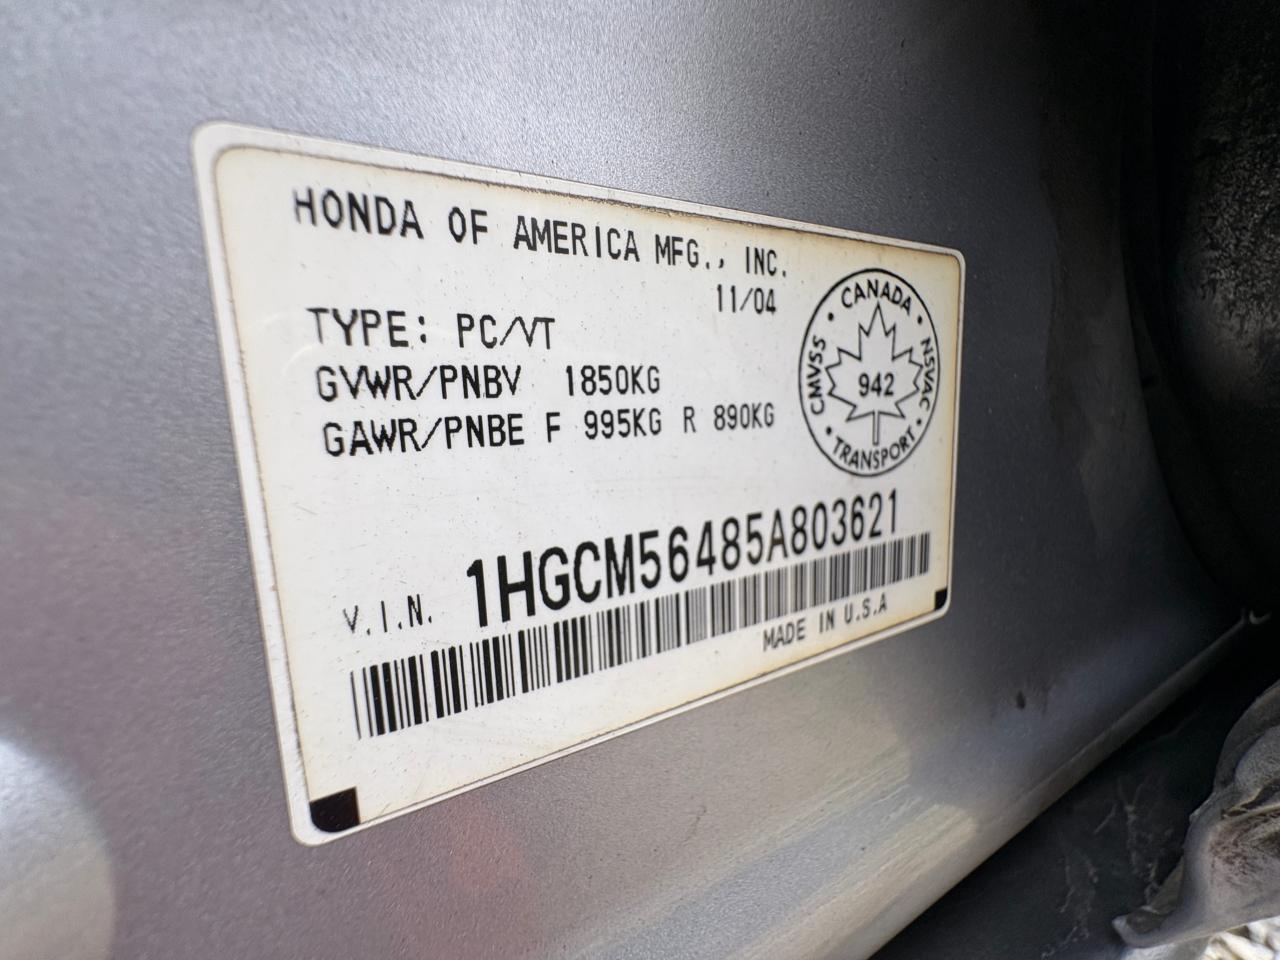 HONDA OF AMERICA MFG., INC.
11/04
TYPE: PC/VT
GVWR/PNBV 1850KG
GAWR/PNBE F 995KG R 890KG
CANADA • NSVAC • TRANSPORT • CMVSS •
942
V.I.N. 1HGCM56485A803621
MADE IN U.S.A